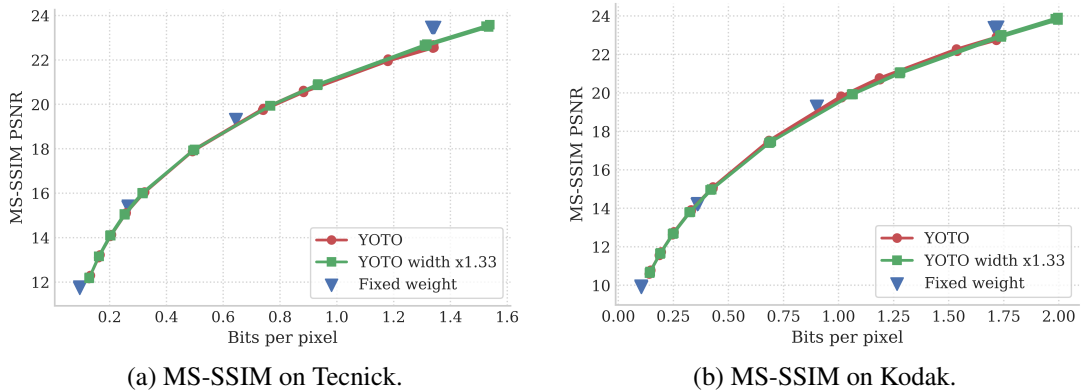 24
22
20
18
16
14
12
MS-SSIM PSNR
0.2 0.4 0.6 0.8 1.0 1.2 1.4 1.6
Bits per pixel
YOTO
YOTO width x1.33
Fixed weight
(a) MS-SSIM on Tecnick.
24
22
20
18
16
14
12
10
MS-SSIM PSNR
0.00 0.25 0.50 0.75 1.00 1.25 1.50 1.75 2.00
Bits per pixel
YOTO
YOTO width x1.33
Fixed weight
(b) MS-SSIM on Kodak.